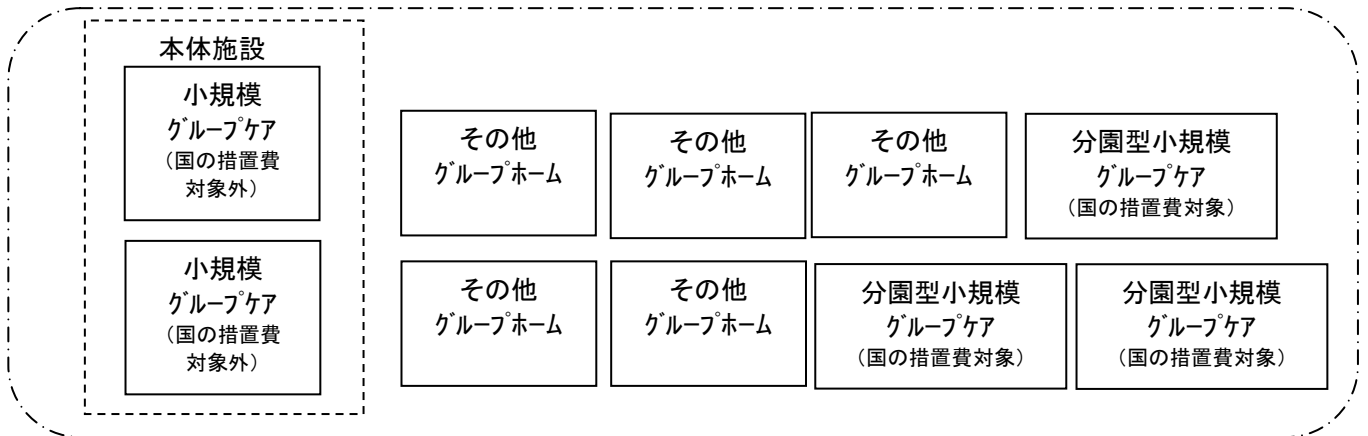 本体施設
小規模
ｸﾞﾙｰﾌﾟｹｱ
（国の措置費
対象外）
小規模
ｸﾞﾙｰﾌﾟｹｱ
（国の措置費
対象外）
その他
ｸﾞﾙｰﾌﾟﾎｰﾑ
その他
ｸﾞﾙｰﾌﾟﾎｰﾑ
その他
ｸﾞﾙｰﾌﾟﾎｰﾑ
分園型小規模
ｸﾞﾙｰﾌﾟｹｱ
（国の措置費対象）
その他
ｸﾞﾙｰﾌﾟﾎｰﾑ
その他
ｸﾞﾙｰﾌﾟﾎｰﾑ
分園型小規模
ｸﾞﾙｰﾌﾟｹｱ
（国の措置費対象）
分園型小規模
ｸﾞﾙｰﾌﾟｹｱ
（国の措置費対象）